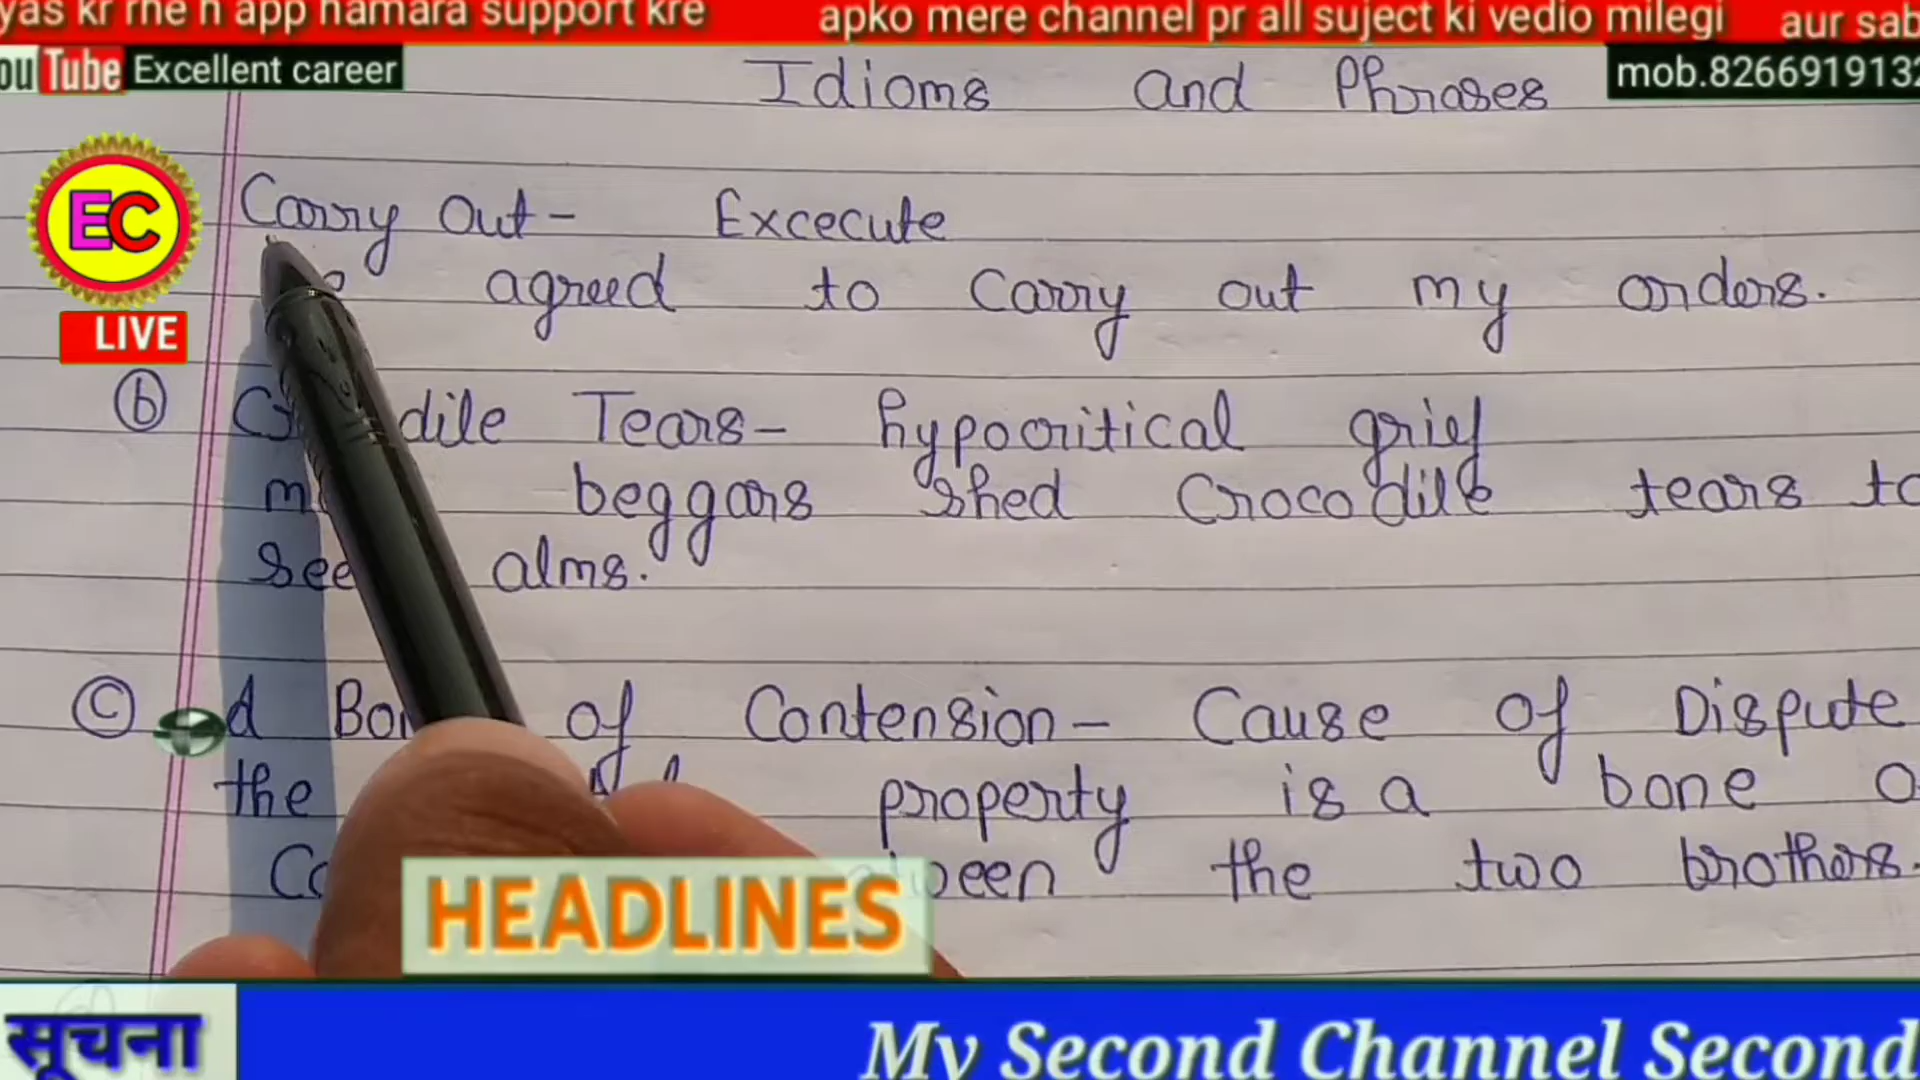 yas kr rhe h app hamara support kre apko mere channel pr all suject ki vedio milegi aur sab
ou Tube Excellent career
mob.8266919132
Idioms and Phrases
EC
LIVE
Carry Out- Excecute
agreed to carry out my orders.
b dile Tears- hypocritical grief
beggars shed Crocodile tears to
alms.
c of Contension- Cause of Dispute
the property is a bone
the two brothers.
HEADLINES
सूचना My Second Channel Second